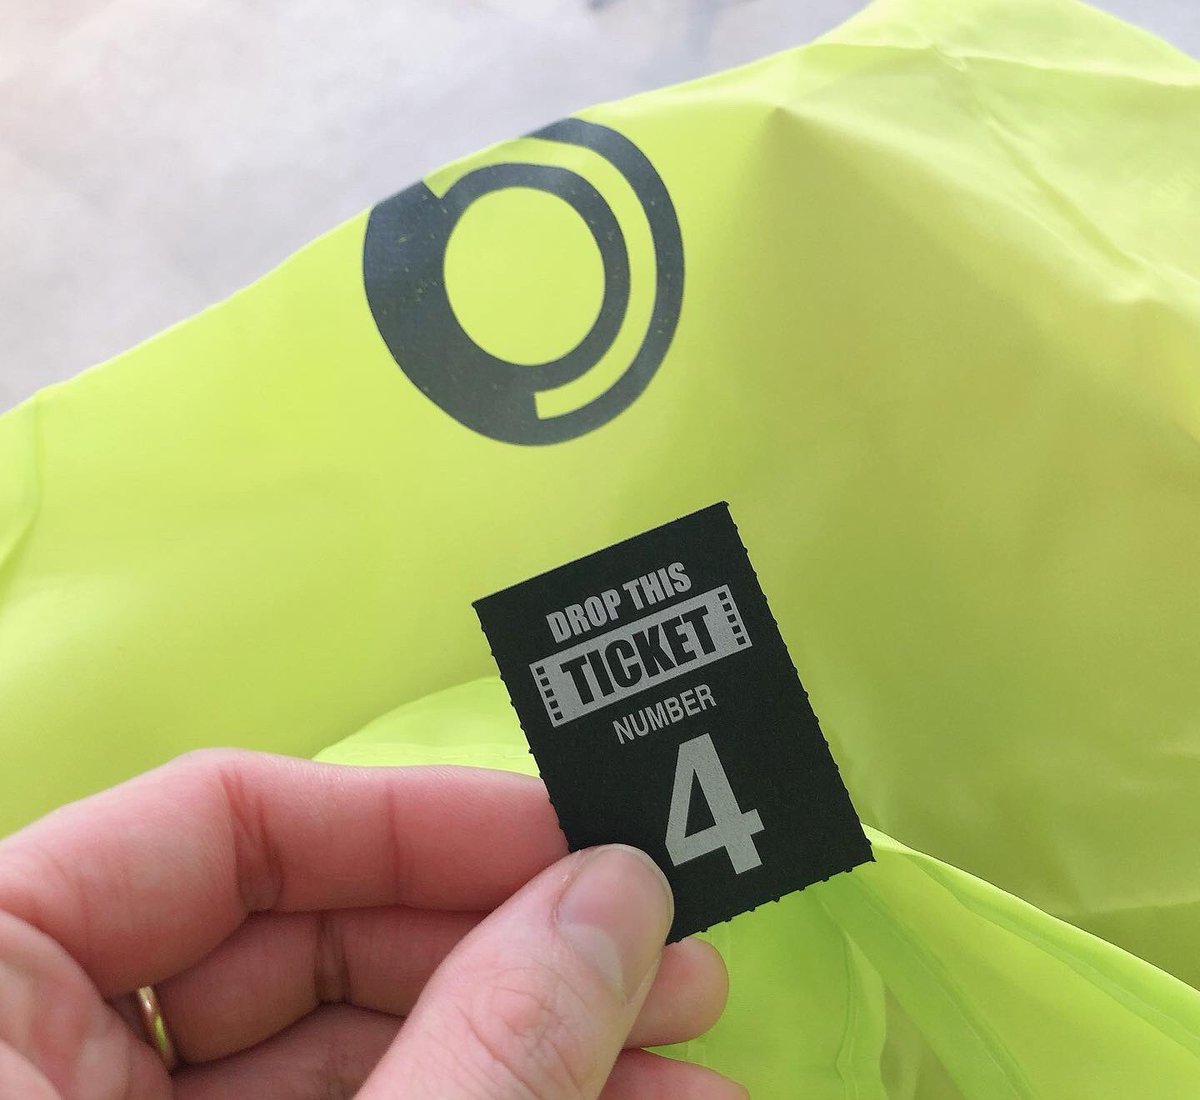 DROP THIS
TICKET
NUMBER
4